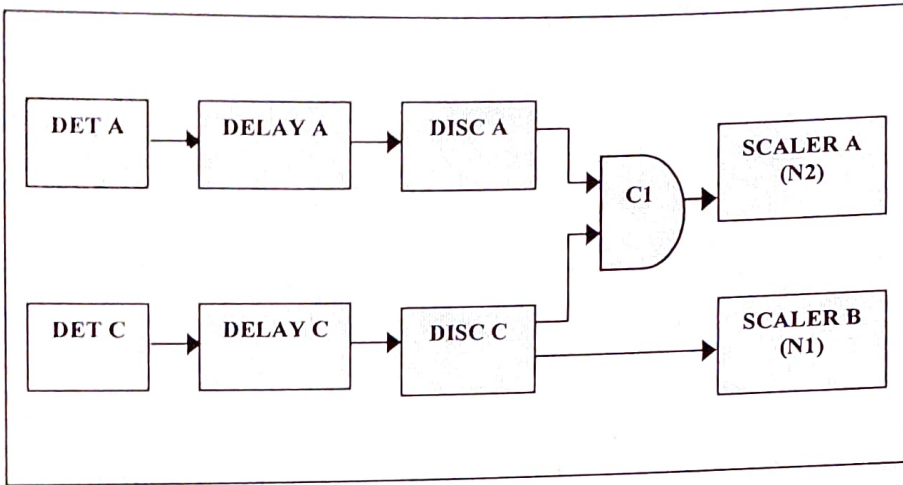 DET A
DELAY A
DISC A
C1
SCALER A
(N2)
DET C
DELAY C
DISC C
SCALER B
(N1)